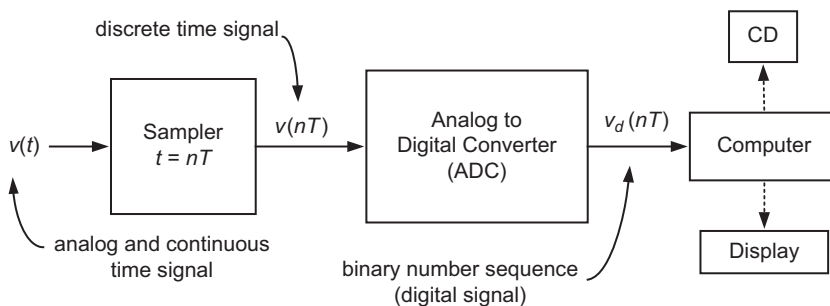 discrete time signal
CD
v(t)
Sampler
t = nT
v(nT)
Analog to
Digital Converter
(ADC)
v_d (nT)
Computer
analog and continuous
time signal
binary number sequence
(digital signal)
Display